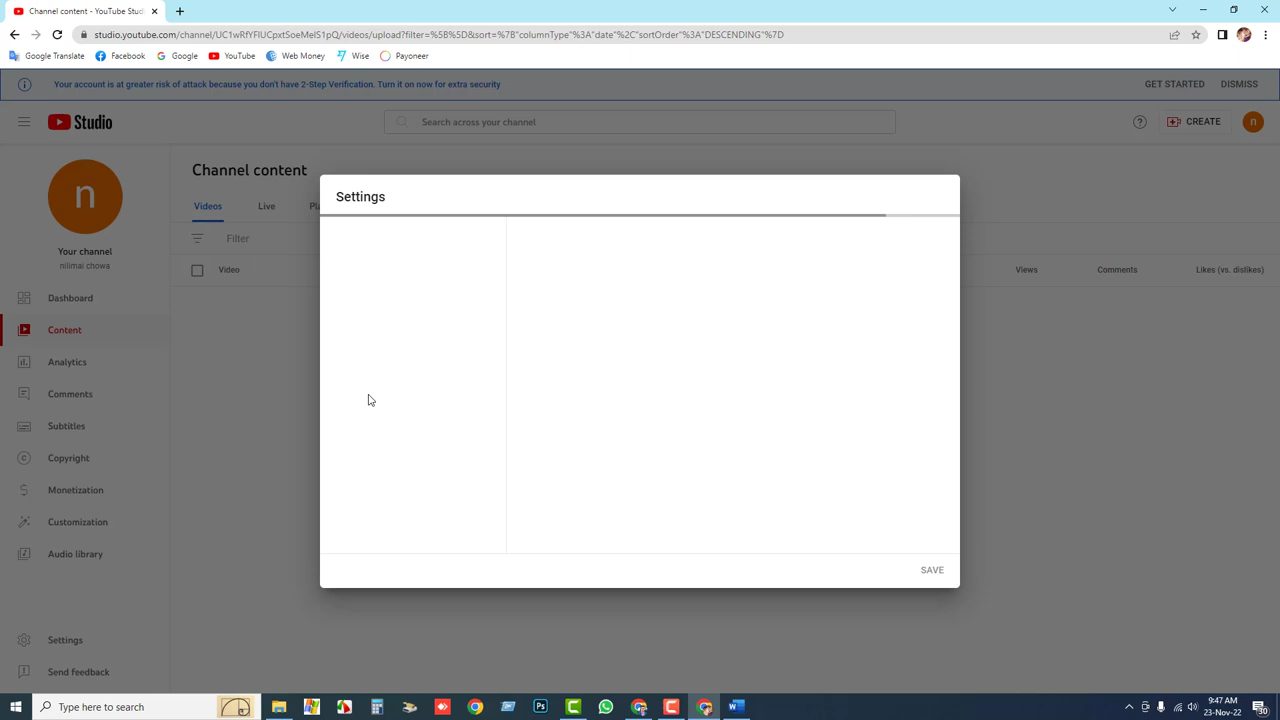 Channel content - YouTube Stud
studio.youtube.com/channel/UC1wRfYFlUCpxtSoeMelS1pQ/videos/upload?filter=%5B%5D&sort=%7B"columnType"%3A"date"%2C"sortOrder"%3A"DESCENDING"%7D
Google Translate Facebook Google YouTube Web Money Wise Payoneer
Your account is at greater risk of attack because you don't have 2-Step Verification. Turn it on now for extra security GET STARTED DISMISS
Studio Search across your channel CREATE n
n
Channel content
Videos Live
Your channel
nilimai chowa
Filter
Video Views Comments Likes (vs. dislikes)
Settings
SAVE
Dashboard
Content
Analytics
Comments
Subtitles
Copyright
Monetization
Customization
Audio library
Settings
Send feedback
Type here to search
9:47 AM
23-Nov-22